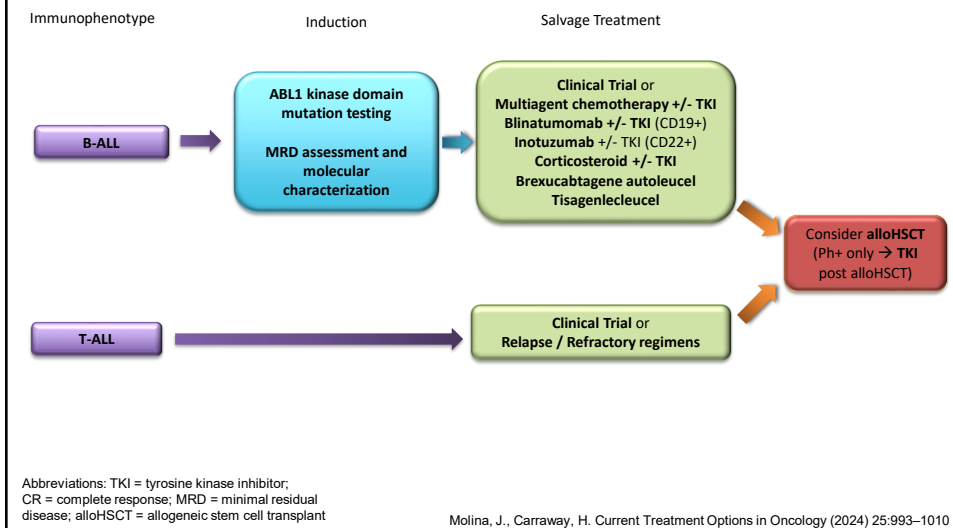 Immunophenotype
Induction
Salvage Treatment
B-ALL
ABL1 kinase domain
mutation testing
MRD assessment and
molecular
characterization
Clinical Trial or
Multiagent chemotherapy +/- TKI
Blinatumomab +/- TKI (CD19+)
Inotuzumab +/- TKI (CD22+)
Corticosteroid +/- TKI
Brexucabtagene autoleucel
Tisagenlecleucel
Consider alloHSCT
(Ph+ only → TKI
post alloHSCT)
T-ALL
Clinical Trial or
Relapse / Refractory regimens
Abbreviations: TKI = tyrosine kinase inhibitor;
CR = complete response; MRD = minimal residual
disease; alloHSCT = allogeneic stem cell transplant
Molina, J., Carraway, H. Current Treatment Options in Oncology (2024) 25:993–1010